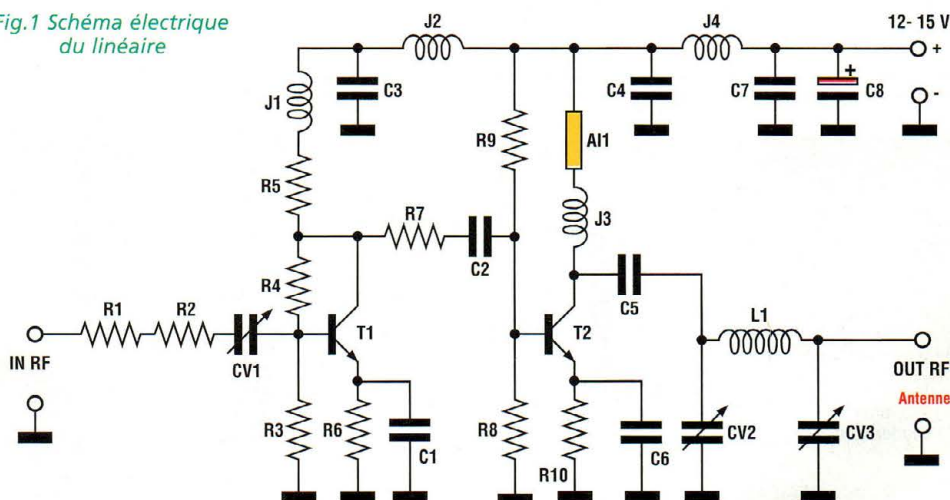 Fig.1 Schéma électrique
du linéaire
J2
J4
12- 15 V
+
-
J1
C3
C4
C7
+
C8
R9
AI1
R5
J3
R7
C2
R4
C5
R1
R2
CV1
T1
T2
L1
IN RF
OUT RF
Antenne
R3
R6
C1
R8
R10
C6
CV2
CV3